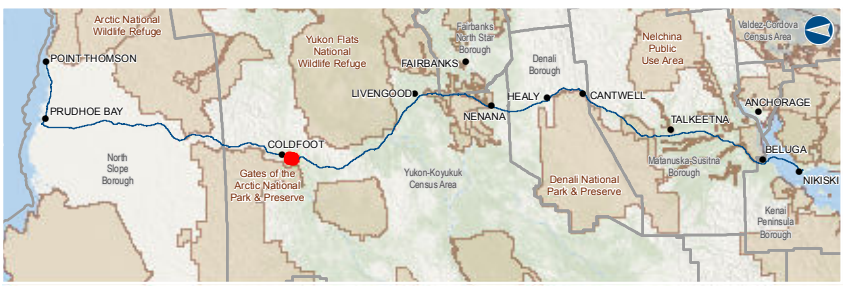 Arctic National
Wildlife Refuge
POINT THOMSON
PRUDHOE BAY
North
Slope
Borough
COLDFOOT
Gates of the
Arctic National
Park & Preserve
Yukon Flats
National
Wildlife Refuge
Fairbanks
North Star
Borough
FAIRBANKS
LIVENGOOD
NENANA
Yukon-Koyukuk
Census Area
Denali
Borough
HEALY
CANTWELL
Denali National
Park & Preserve
Nelchina
Public
Use Area
TALKEETNA
Matanuska-Susitna
Borough
Valdez-Cordova
Census Area
ANCHORAGE
BELUGA
NIKISKI
Kenai
Peninsula
Borough